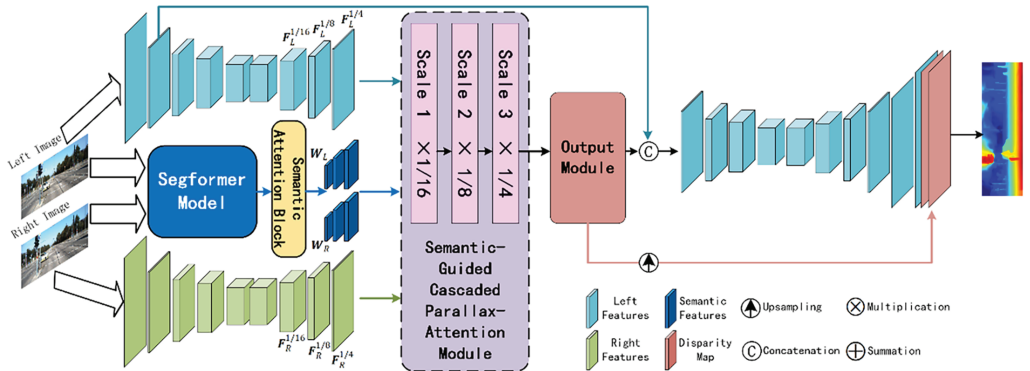 F_L^{1/16} F_L^{1/8} F_L^{1/4}
Left Image
Right Image
Segformer
Model
Semantic
Attention Block
W_L
W_R
F_R^{1/16} F_R^{1/8} F_R^{1/4}
Scale 1 ×1/16
Scale 2 ×1/8
Scale 3 ×1/4
Semantic-
Guided
Cascaded
Parallax-
Attention
Module
Output
Module
C
Left
Features
Semantic
Features
Upsampling
Multiplication
Right
Features
Disparity
Map
C Concatenation
Summation